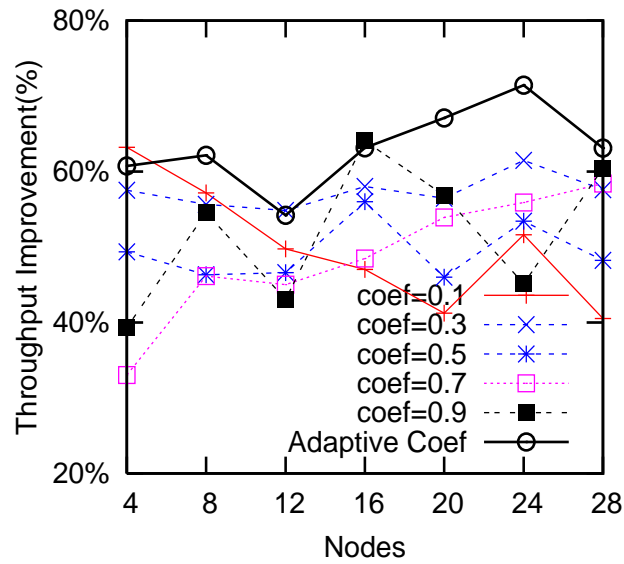 80%
60%
40%
20%
Throughput Improvement(%)
coef=0.1
coef=0.3
coef=0.5
coef=0.7
coef=0.9
Adaptive Coef
4 8 12 16 20 24 28
Nodes